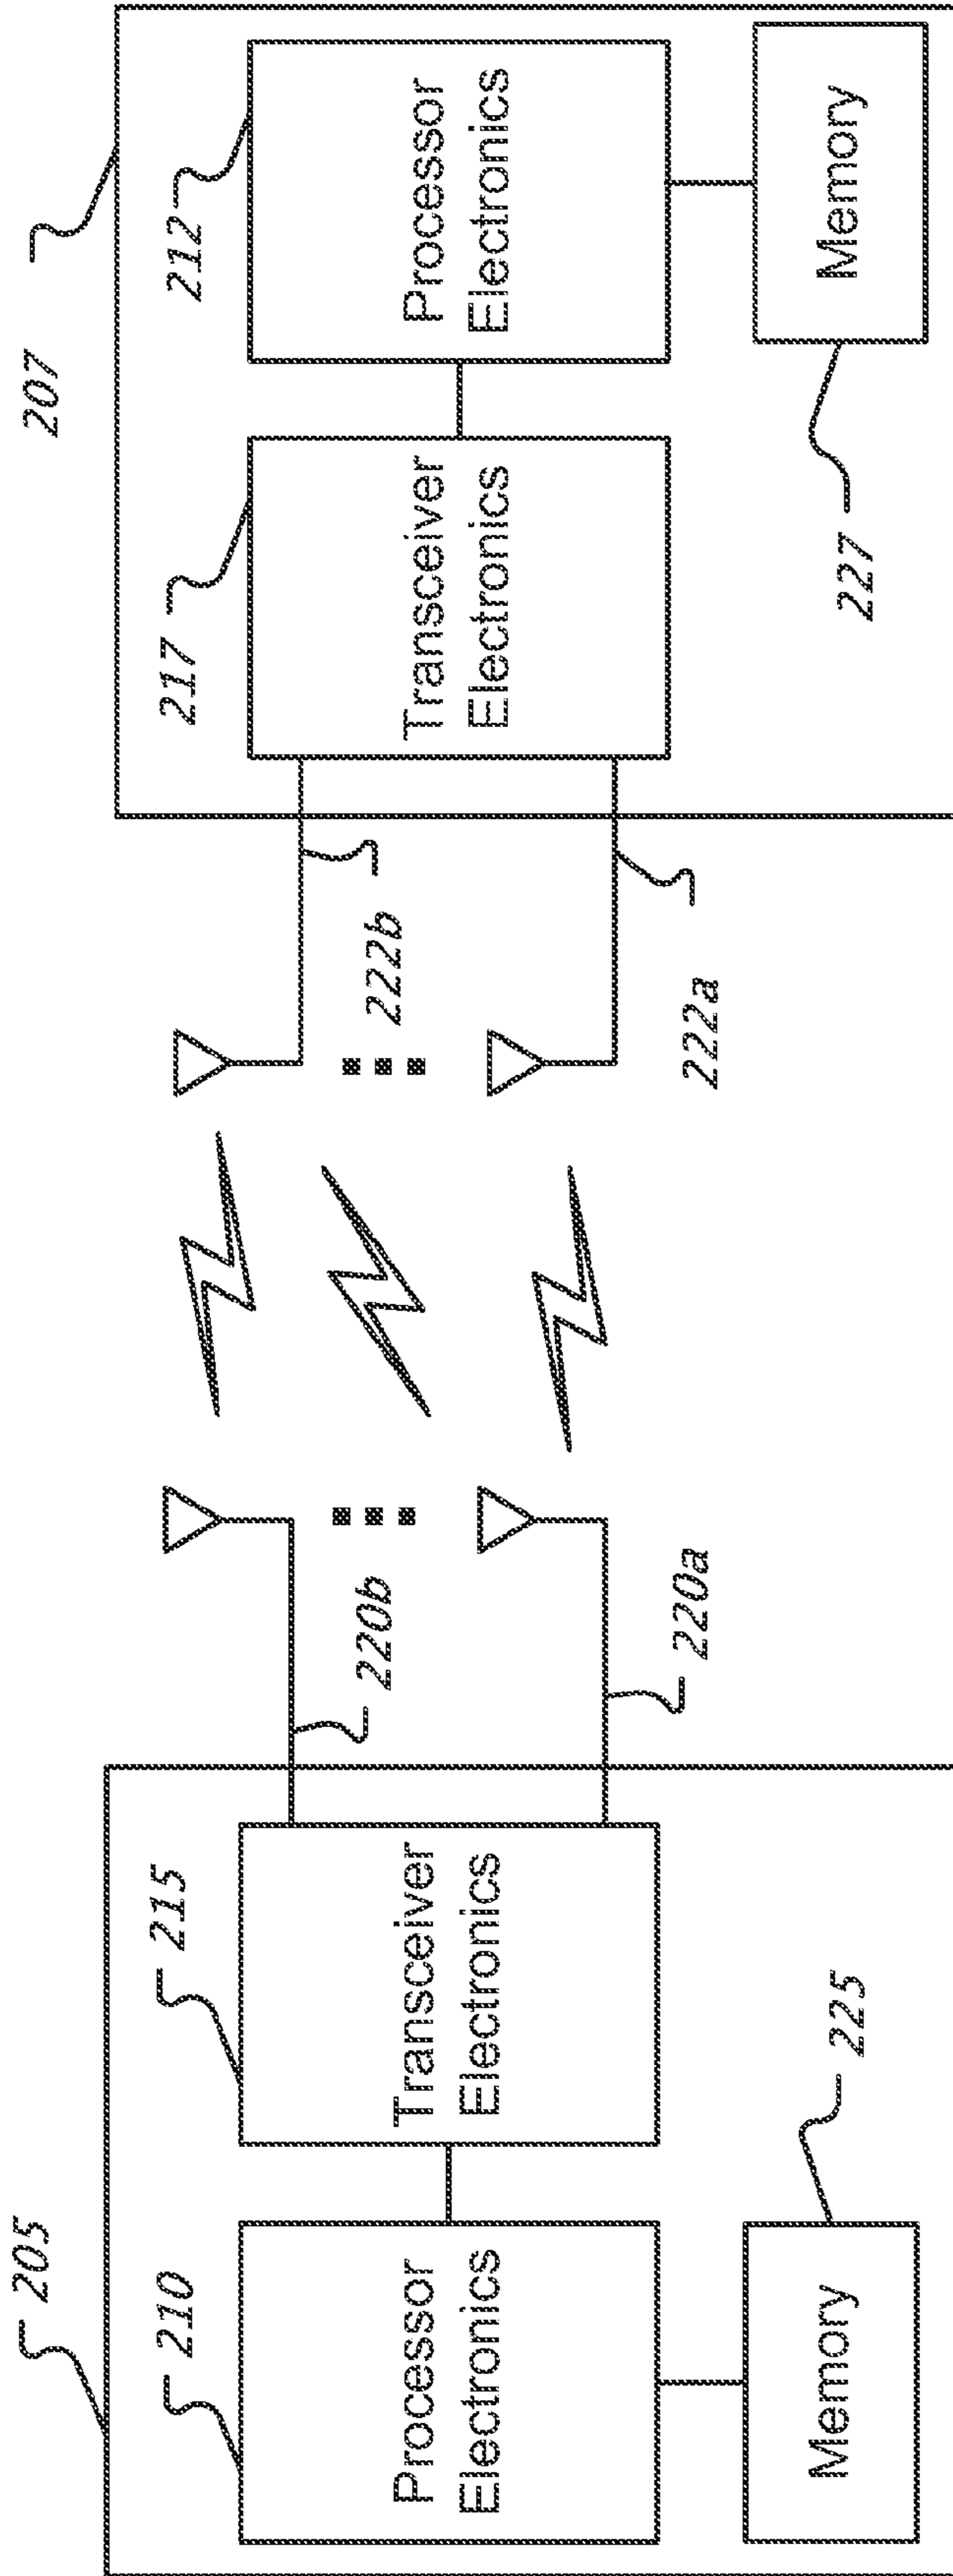 205
210
Processor
Electronics
215
Transceiver
Electronics
Memory
225
220b
220a
222b
222a
207
217
Transceiver
Electronics
212
Processor
Electronics
227
Memory